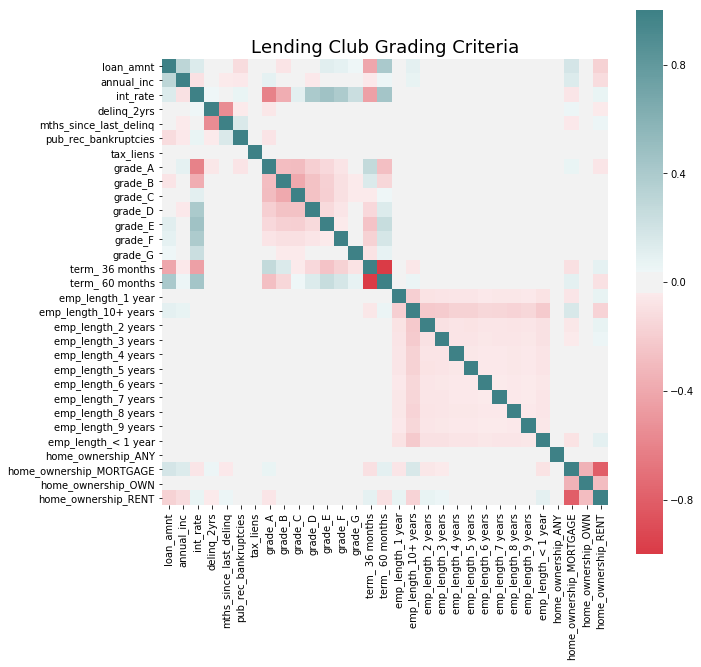 Lending Club Grading Criteria
loan_amnt
annual_inc
int_rate
delinq_2yrs
mths_since_last_delinq
pub_rec_bankruptcies
tax_liens
grade_A
grade_B
grade_C
grade_D
grade_E
grade_F
grade_G
term_ 36 months
term_ 60 months
emp_length_1 year
emp_length_10+ years
emp_length_2 years
emp_length_3 years
emp_length_4 years
emp_length_5 years
emp_length_6 years
emp_length_7 years
emp_length_8 years
emp_length_9 years
emp_length_< 1 year
home_ownership_ANY
home_ownership_MORTGAGE
home_ownership_OWN
home_ownership_RENT
loan_amnt
annual_inc
int_rate
delinq_2yrs
mths_since_last_delinq
pub_rec_bankruptcies
tax_liens
grade_A
grade_B
grade_C
grade_D
grade_E
grade_F
grade_G
term_ 36 months
term_ 60 months
emp_length_1 year
emp_length_10+ years
emp_length_2 years
emp_length_3 years
emp_length_4 years
emp_length_5 years
emp_length_6 years
emp_length_7 years
emp_length_8 years
emp_length_9 years
emp_length_< 1 year
home_ownership_ANY
home_ownership_MORTGAGE
home_ownership_OWN
home_ownership_RENT
0.8
0.4
0.0
−0.4
−0.8